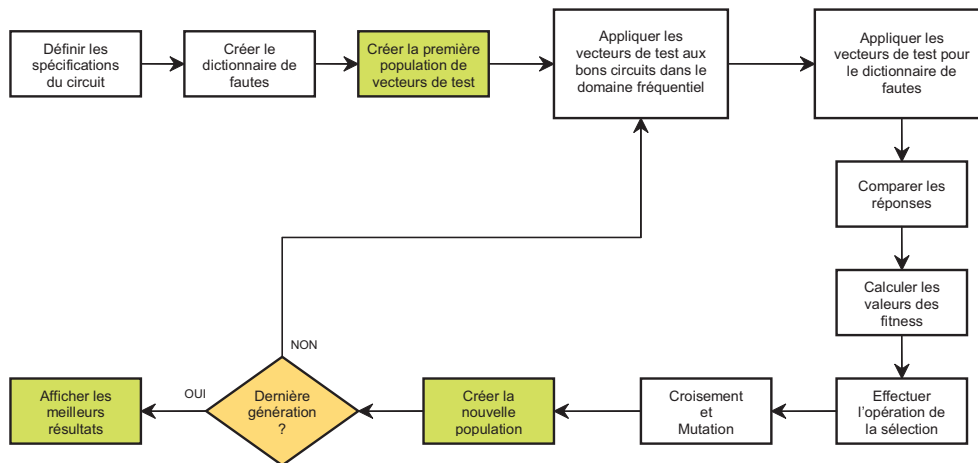 Définir les
spécifications
du circuit
Créer le
dictionnaire de
fautes
Créer la première
population de
vecteurs de test
Appliquer les
vecteurs de test aux
bons circuits dans le
domaine fréquentiel
Appliquer les
vecteurs de test pour
le dictionnaire de
fautes
Comparer les
réponses
Calculer les
valeurs des
fitness
Effectuer
l'opération de
la sélection
Croisement
et
Mutation
Créer la
nouvelle
population
Dernière
génération
?
NON
OUI
Afficher les
meilleurs
résultats